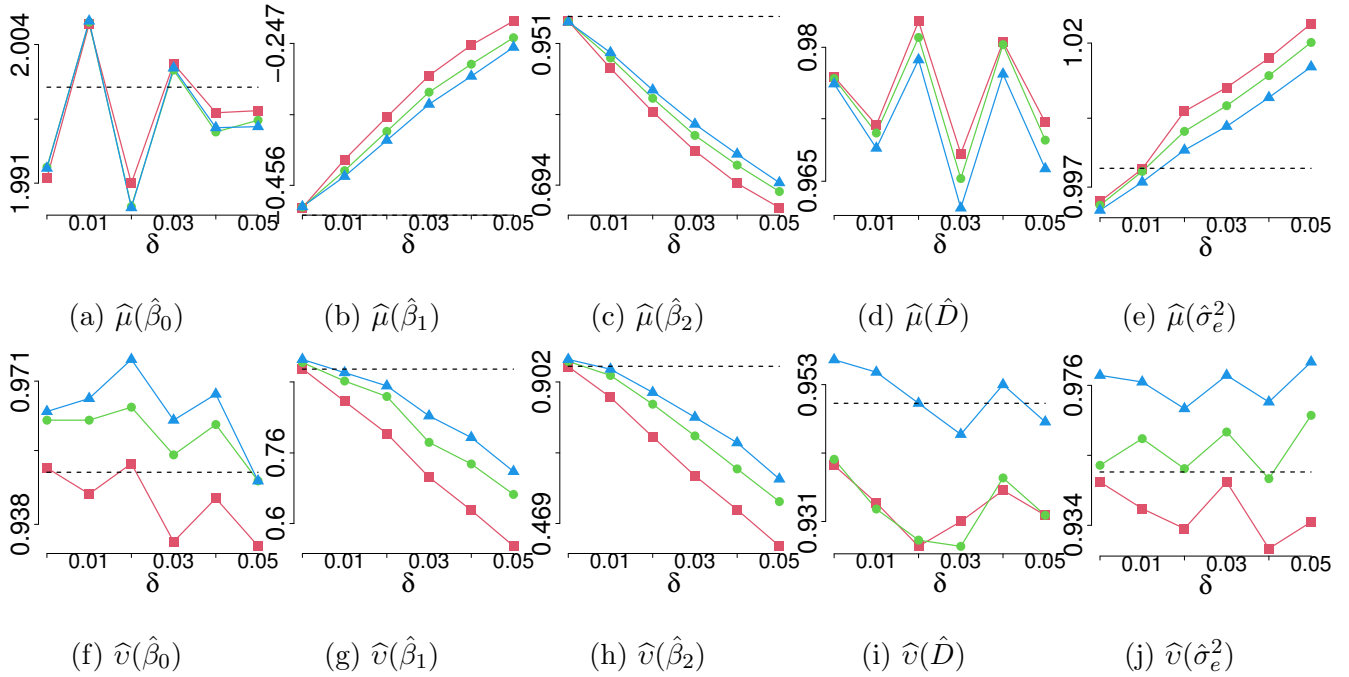 2.004
1.991
0.01 0.03 0.05
δ
(a) μ̂(β̂₀)
−0.247
−0.456
0.01 0.03 0.05
δ
(b) μ̂(β̂₁)
0.951
0.694
0.01 0.03 0.05
δ
(c) μ̂(β̂₂)
0.98
0.965
0.01 0.03 0.05
δ
(d) μ̂(D̂)
1.02
0.997
0.01 0.03 0.05
δ
(e) μ̂(σ̂²ₑ)
0.971
0.938
0.01 0.03 0.05
δ
(f) υ̂(β̂₀)
0.76
0.6
0.01 0.03 0.05
δ
(g) υ̂(β̂₁)
0.902
0.469
0.01 0.03 0.05
δ
(h) υ̂(β̂₂)
0.953
0.931
0.01 0.03 0.05
δ
(i) υ̂(D̂)
0.976
0.934
0.01 0.03 0.05
δ
(j) υ̂(σ̂²ₑ)